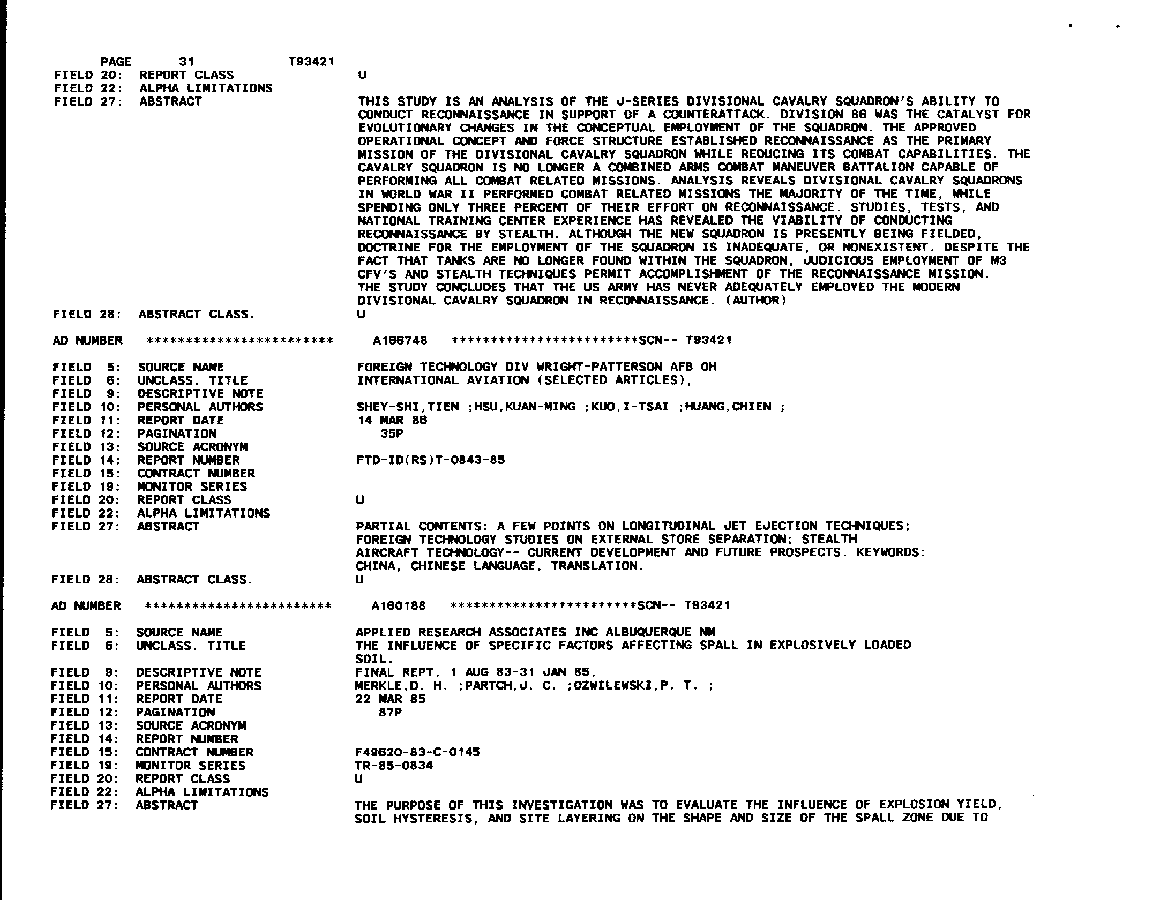 PAGE 31 T93421
FIELD 20: REPORT CLASS U
FIELD 22: ALPHA LIMITATIONS
FIELD 27: ABSTRACT THIS STUDY IS AN ANALYSIS OF THE J-SERIES DIVISIONAL CAVALRY SQUADRON'S ABILITY TO
CONDUCT RECONNAISSANCE IN SUPPORT OF A COUNTERATTACK. DIVISION 86 WAS THE CATALYST FOR
EVOLUTIONARY CHANGES IN THE CONCEPTUAL EMPLOYMENT OF THE SQUADRON. THE APPROVED
OPERATIONAL CONCEPT AND FORCE STRUCTURE ESTABLISHED RECONNAISSANCE AS THE PRIMARY
MISSION OF THE DIVISIONAL CAVALRY SQUADRON WHILE REDUCING ITS COMBAT CAPABILITIES. THE
CAVALRY SQUADRON IS NO LONGER A COMBINED ARMS COMBAT MANEUVER BATTALION CAPABLE OF
PERFORMING ALL COMBAT RELATED MISSIONS. ANALYSIS REVEALS DIVISIONAL CAVALRY SQUADRONS
IN WORLD WAR II PERFORMED COMBAT RELATED MISSIONS THE MAJORITY OF THE TIME, WHILE
SPENDING ONLY THREE PERCENT OF THEIR EFFORT ON RECONNAISSANCE. STUDIES, TESTS, AND
NATIONAL TRAINING CENTER EXPERIENCE HAS REVEALED THE VIABILITY OF CONDUCTING
RECONNAISSANCE BY STEALTH. ALTHOUGH THE NEW SQUADRON IS PRESENTLY BEING FIELDED,
DOCTRINE FOR THE EMPLOYMENT OF THE SQUADRON IS INADEQUATE, OR NONEXISTENT. DESPITE THE
FACT THAT TANKS ARE NO LONGER FOUND WITHIN THE SQUADRON, JUDICIOUS EMPLOYMENT OF M3
CFV'S AND STEALTH TECHNIQUES PERMIT ACCOMPLISHMENT OF THE RECONNAISSANCE MISSION.
THE STUDY CONCLUDES THAT THE US ARMY HAS NEVER ADEQUATELY EMPLOYED THE MODERN
DIVISIONAL CAVALRY SQUADRON IN RECONNAISSANCE. (AUTHOR)
FIELD 28: ABSTRACT CLASS. U
AD NUMBER ************************ A166748 ************************SCN-- T93421
FIELD 5: SOURCE NAME FOREIGN TECHNOLOGY DIV WRIGHT-PATTERSON AFB OH
FIELD 6: UNCLASS. TITLE INTERNATIONAL AVIATION (SELECTED ARTICLES),
FIELD 9: DESCRIPTIVE NOTE
FIELD 10: PERSONAL AUTHORS SHEY-SHI,TIEN ;HSU,KUAN-MING ;KUO,I-TSAI ;HUANG,CHIEN ;
FIELD 11: REPORT DATE 14 MAR 86
FIELD 12: PAGINATION 35P
FIELD 13: SOURCE ACRONYM
FIELD 14: REPORT NUMBER FTD-ID(RS)T-0843-85
FIELD 15: CONTRACT NUMBER
FIELD 19: MONITOR SERIES
FIELD 20: REPORT CLASS U
FIELD 22: ALPHA LIMITATIONS
FIELD 27: ABSTRACT PARTIAL CONTENTS: A FEW POINTS ON LONGITUDINAL JET EJECTION TECHNIQUES;
FOREIGN TECHNOLOGY STUDIES ON EXTERNAL STORE SEPARATION; STEALTH
AIRCRAFT TECHNOLOGY-- CURRENT DEVELOPMENT AND FUTURE PROSPECTS. KEYWORDS:
CHINA, CHINESE LANGUAGE, TRANSLATION.
FIELD 28: ABSTRACT CLASS. U
AD NUMBER ************************ A160188 ************************SCN-- T93421
FIELD 5: SOURCE NAME APPLIED RESEARCH ASSOCIATES INC ALBUQUERQUE NM
FIELD 6: UNCLASS. TITLE THE INFLUENCE OF SPECIFIC FACTORS AFFECTING SPALL IN EXPLOSIVELY LOADED
SOIL.
FIELD 9: DESCRIPTIVE NOTE FINAL REPT. 1 AUG 83-31 JAN 85,
FIELD 10: PERSONAL AUTHORS MERKLE,D. H. ;PARTCH,J. C. ;DZWILEWSKI,P. T. ;
FIELD 11: REPORT DATE 22 MAR 85
FIELD 12: PAGINATION 87P
FIELD 13: SOURCE ACRONYM
FIELD 14: REPORT NUMBER
FIELD 15: CONTRACT NUMBER F49620-83-C-0145
FIELD 19: MONITOR SERIES TR-85-0834
FIELD 20: REPORT CLASS U
FIELD 22: ALPHA LIMITATIONS
FIELD 27: ABSTRACT THE PURPOSE OF THIS INVESTIGATION WAS TO EVALUATE THE INFLUENCE OF EXPLOSION YIELD,
SOIL HYSTERESIS, AND SITE LAYERING ON THE SHAPE AND SIZE OF THE SPALL ZONE DUE TO